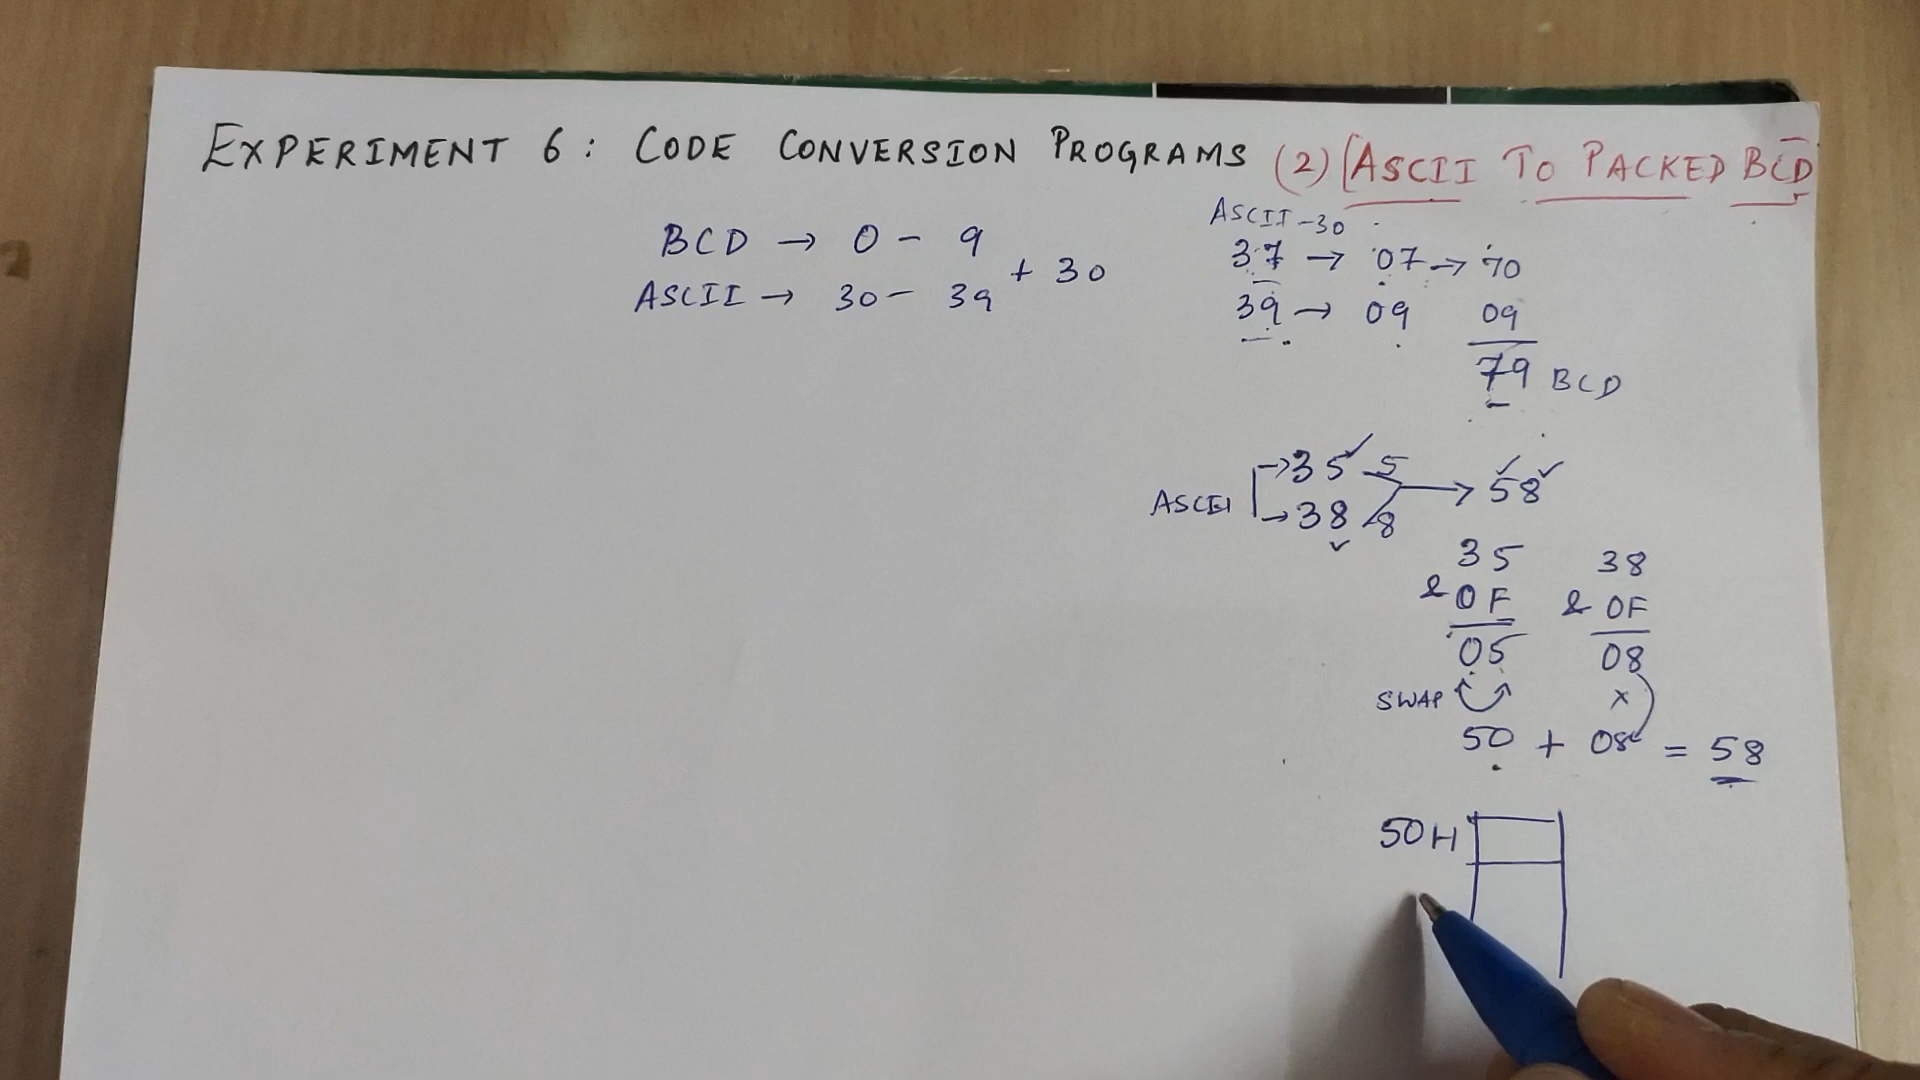 EXPERIMENT 6 : CODE CONVERSION PROGRAMS (2) [ASCII TO PACKED BCD
BCD → 0 - 9
ASCII → 30 - 39 + 30
ASCII -30
37 → 07 → 70
39 → 09 09
79 BCD
ASCII → 35 5 → 58
→ 38 8
35 38
& 0F & 0F
05 08
SWAP x
50 + 08 = 58
50H